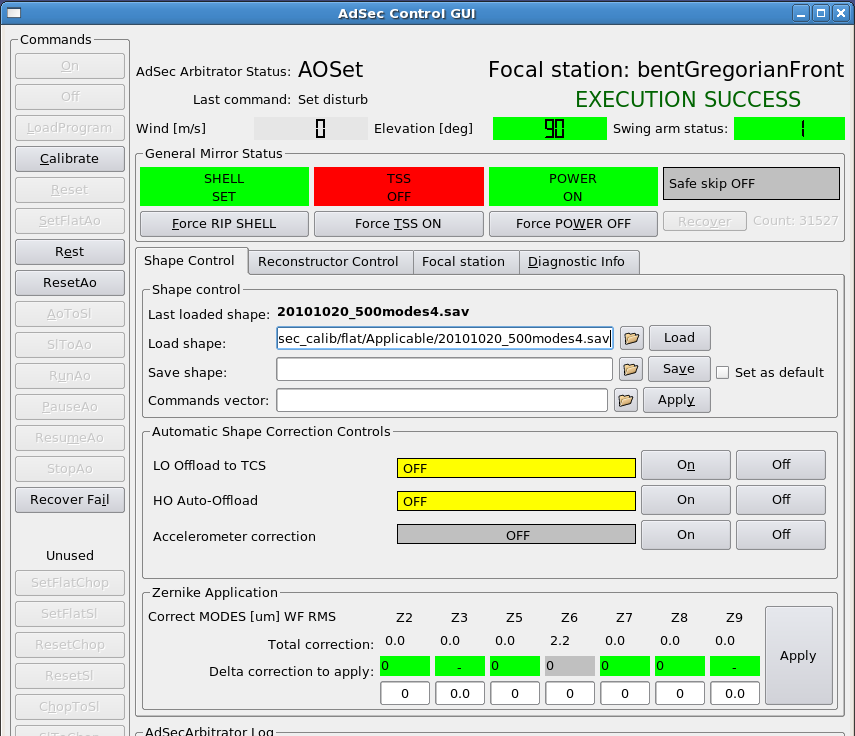 AdSec Control GUI
Commands
On
Off
LoadProgram
Calibrate
Reset
SetFlatAo
Rest
ResetAo
AoToSl
SlToAo
RunAo
PauseAo
ResumeAo
StopAo
Recover Fail
Unused
SetFlatChop
SetFlatSl
ResetChop
ResetSl
ChopToSl
SlToChop
AdSec Arbitrator Status: AOSet
Focal station: bentGregorianFront
Last command: Set disturb
EXECUTION SUCCESS
Wind [m/s] 0 Elevation [deg] 90 Swing arm status: 1
General Mirror Status
SHELL
SET
TSS
OFF
POWER
ON
Safe skip OFF
Force RIP SHELL
Force TSS ON
Force POWER OFF
Recover
Count: 31527
Shape Control
Reconstructor Control
Focal station
Diagnostic Info
Shape control
Last loaded shape: 20101020_500modes4.sav
Load shape: sec_calib/flat/Applicable/20101020_500modes4.sav Load
Save shape: Save Set as default
Commands vector: Apply
Automatic Shape Correction Controls
LO Offload to TCS OFF On Off
HO Auto-Offload OFF On Off
Accelerometer correction OFF On Off
Zernike Application
Correct MODES [um] WF RMS Z2 Z3 Z5 Z6 Z7 Z8 Z9
Total correction: 0.0 0.0 0.0 2.2 0.0 0.0 0.0
Delta correction to apply: 0 - 0 0 0 0 -
0 0.0 0 0 0 0 0.0
Apply
AdSecArbitrator Log